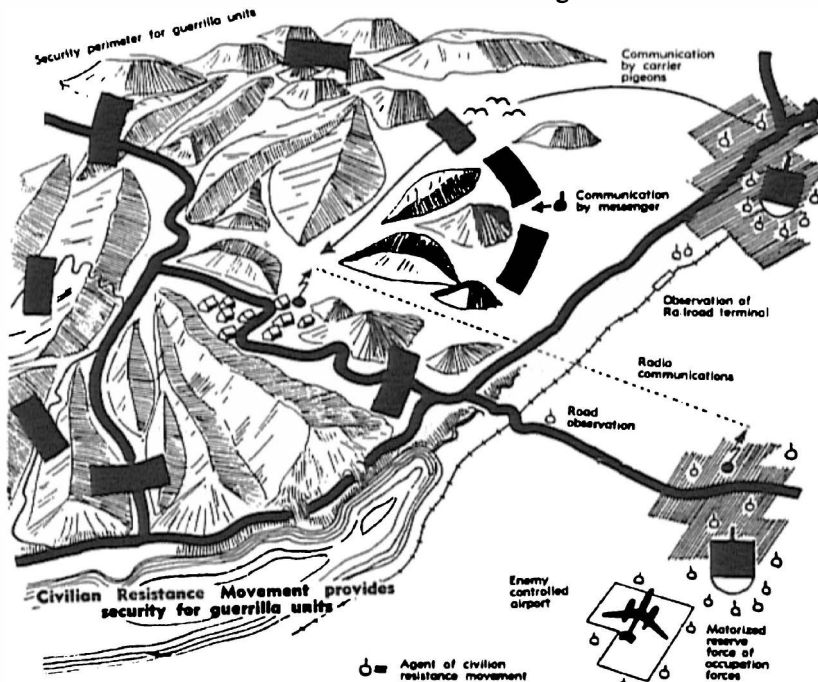 Security perimeter for guerrilla units
Communication
by carrier
pigeons
Communication
by messenger
Observation of
Railroad terminal
Radio
communications
Road
observation
Civilian Resistance Movement provides
security for guerrilla units
Enemy
controlled
airport
Motorized
reserve
force of
occupation
forces
= Agent of civilion
resistance movement